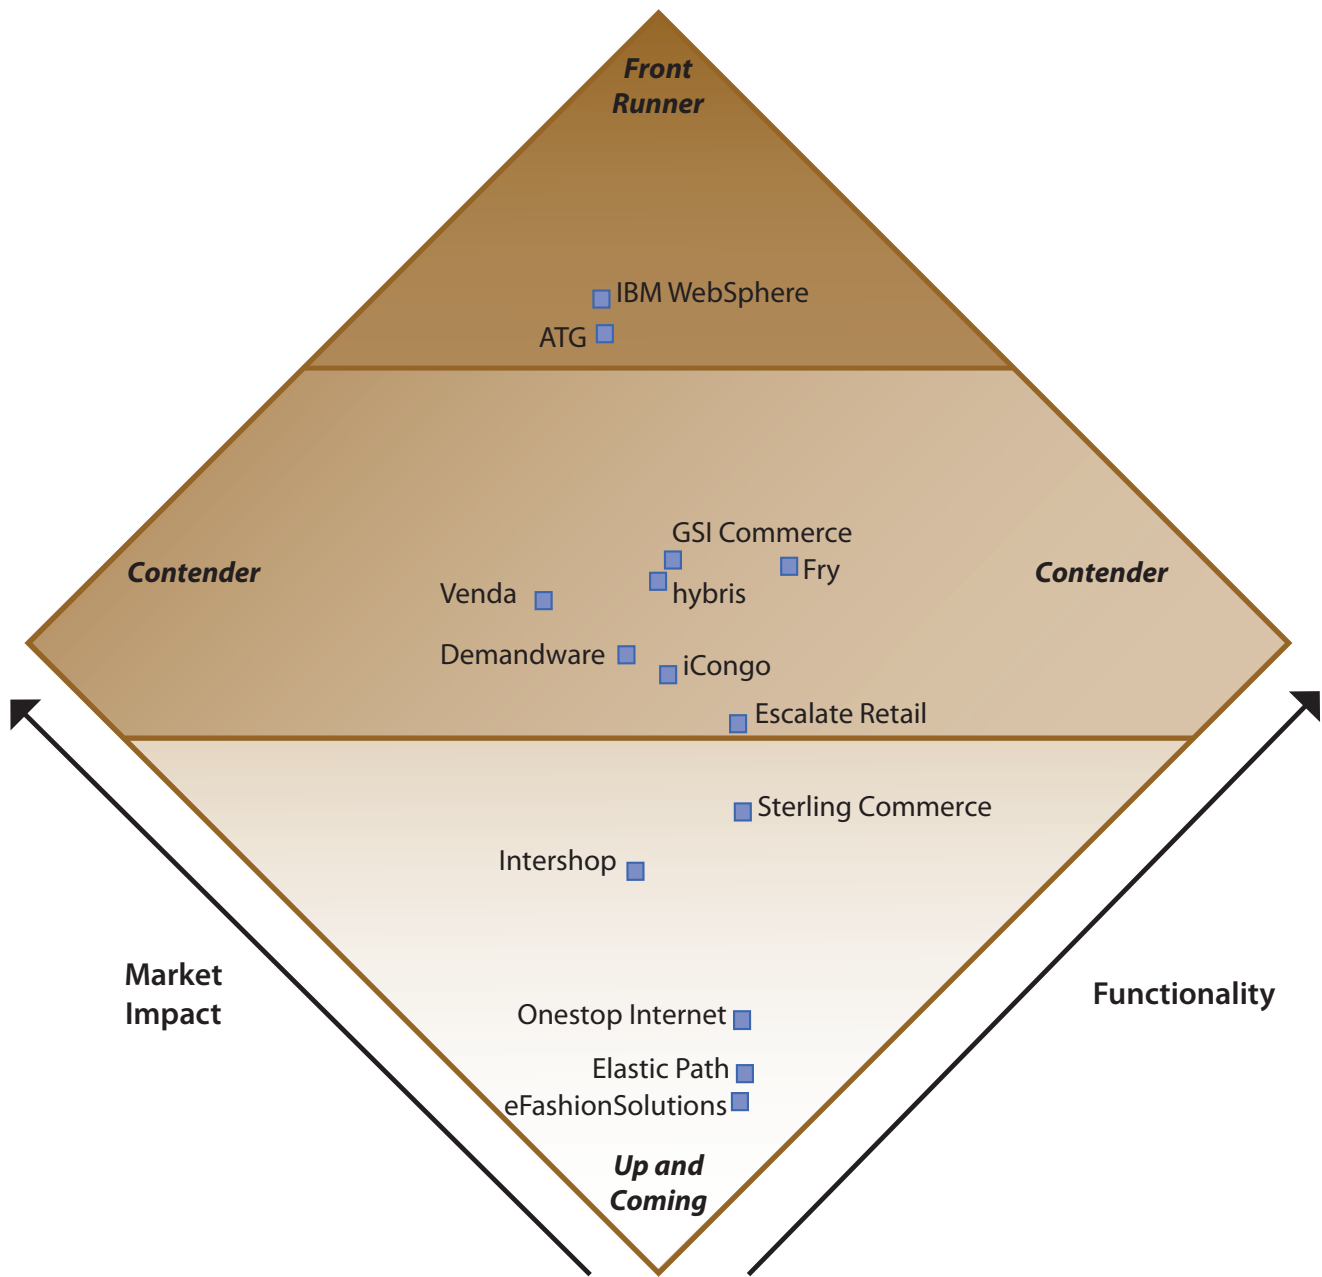 Front
Runner
IBM WebSphere
ATG
GSI Commerce
Contender
Contender
Fry
Venda
hybris
Demandware
iCongo
Escalate Retail
Sterling Commerce
Intershop
Market
Impact
Functionality
Onestop Internet
Elastic Path
eFashionSolutions
Up and
Coming